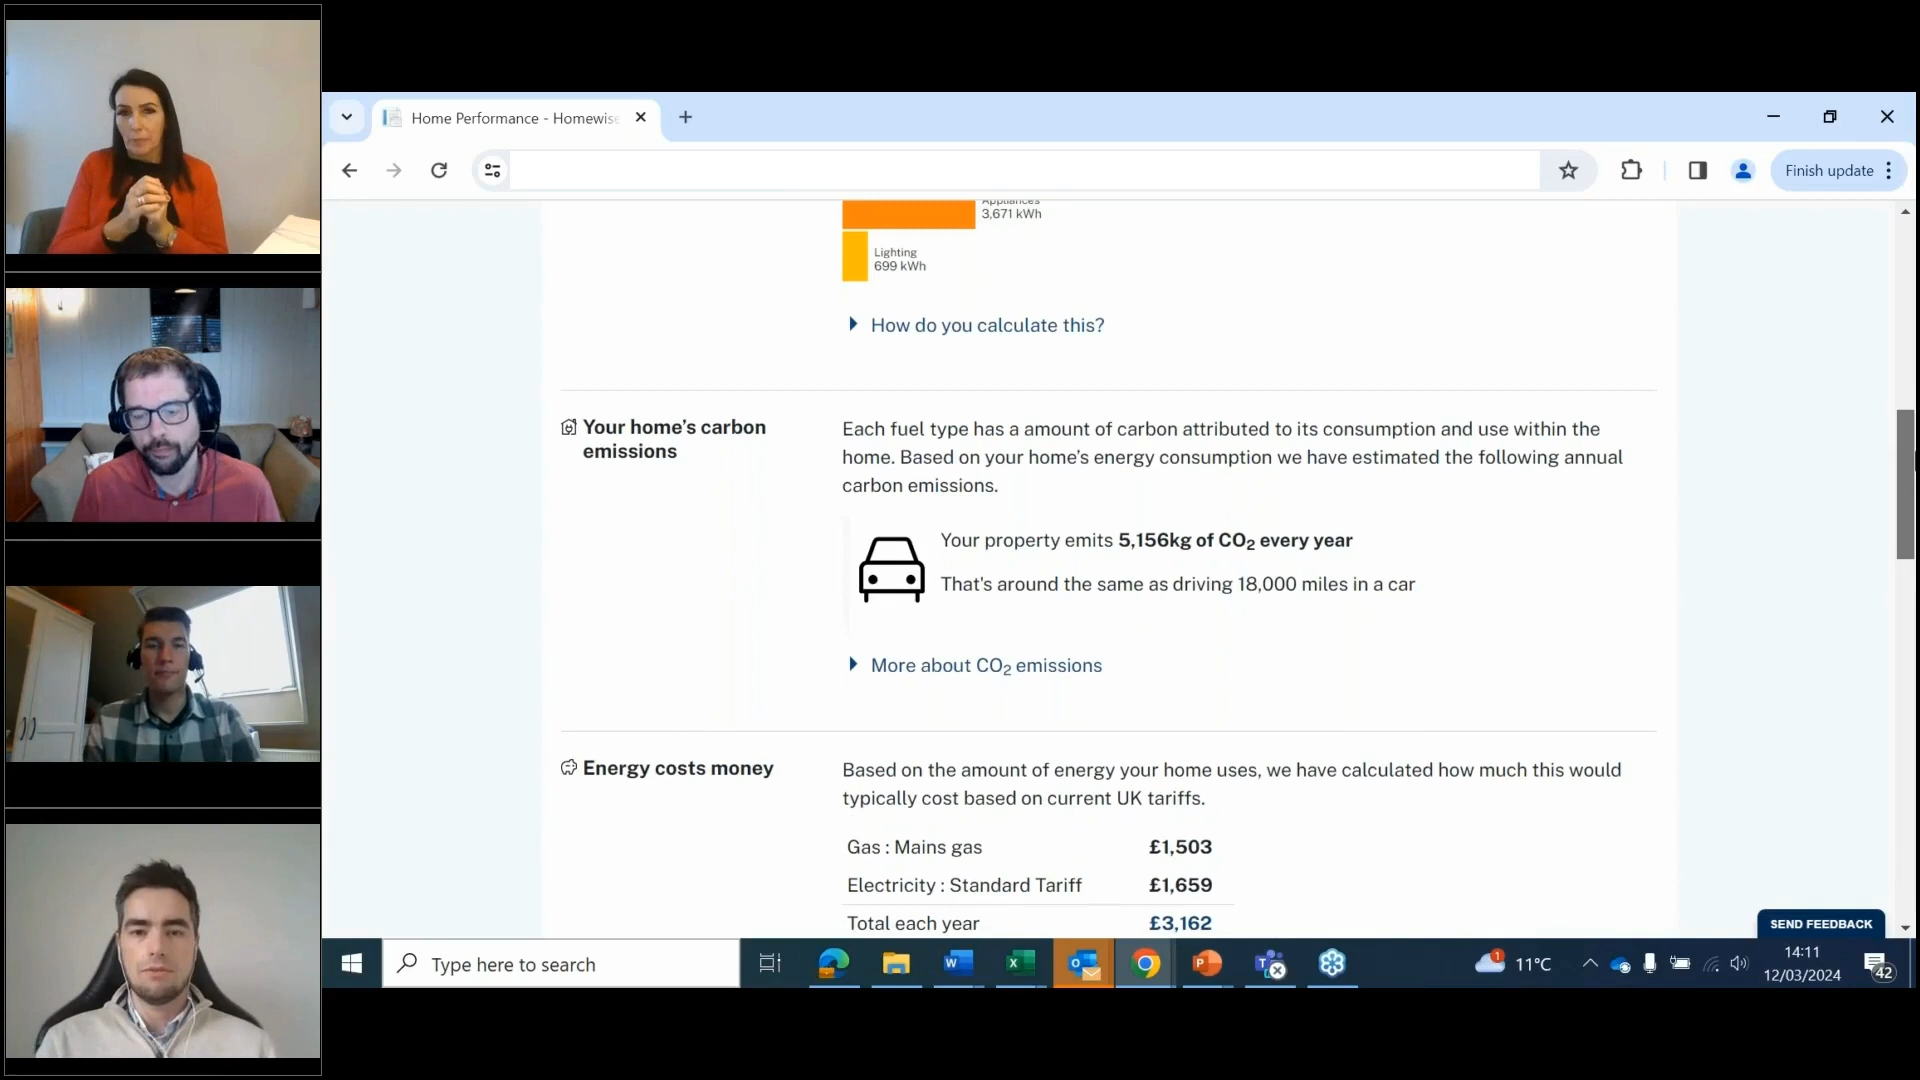 Home Performance - Homewise
Finish update
Appliances
3,671 kWh
Lighting
699 kWh
How do you calculate this?
Your home's carbon
emissions
Each fuel type has a amount of carbon attributed to its consumption and use within the
home. Based on your home's energy consumption we have estimated the following annual
carbon emissions.
Your property emits 5,156kg of CO₂ every year
That's around the same as driving 18,000 miles in a car
More about CO₂ emissions
Energy costs money
Based on the amount of energy your home uses, we have calculated how much this would
typically cost based on current UK tariffs.
Gas : Mains gas £1,503
Electricity : Standard Tariff £1,659
Total each year £3,162
SEND FEEDBACK
Type here to search
1
11°C
14:11
12/03/2024
42